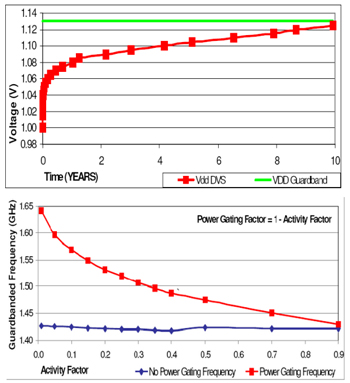 1.14
1.12
1.10
1.08
1.06
1.04
1.02
1.00
0.98
Voltage (V)
0 2 4 6 8 10
Time (YEARS)
Vdd DVS VDD Guardband
1.65
1.60
1.55
1.50
1.45
1.40
Guardbanded Frequency (GHz)
Power Gating Factor = 1 - Activity Factor
0.0 0.1 0.2 0.3 0.4 0.5 0.6 0.7 0.8 0.9
Activity Factor
No Power Gating Frequency Power Gating Frequency